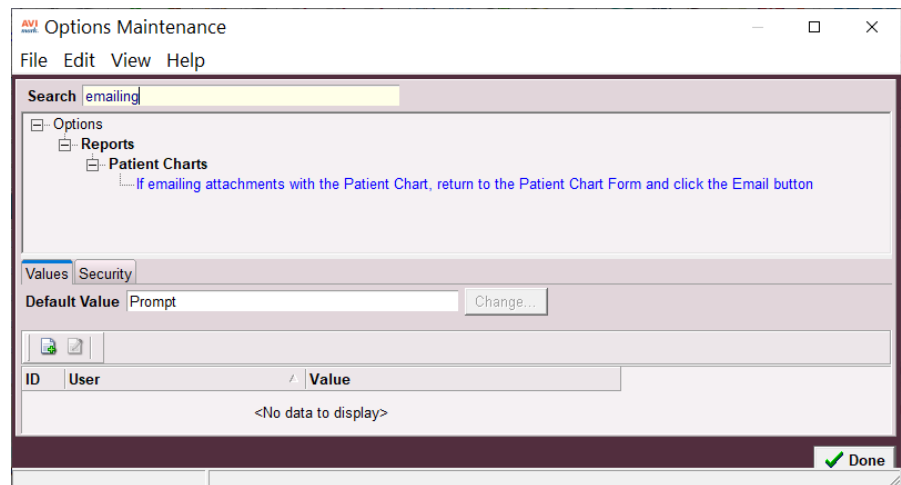 AVI mark Options Maintenance
File Edit View Help
Search emailing
Options
Reports
Patient Charts
If emailing attachments with the Patient Chart, return to the Patient Chart Form and click the Email button
Values Security
Default Value Prompt Change...
ID User Value
<No data to display>
Done